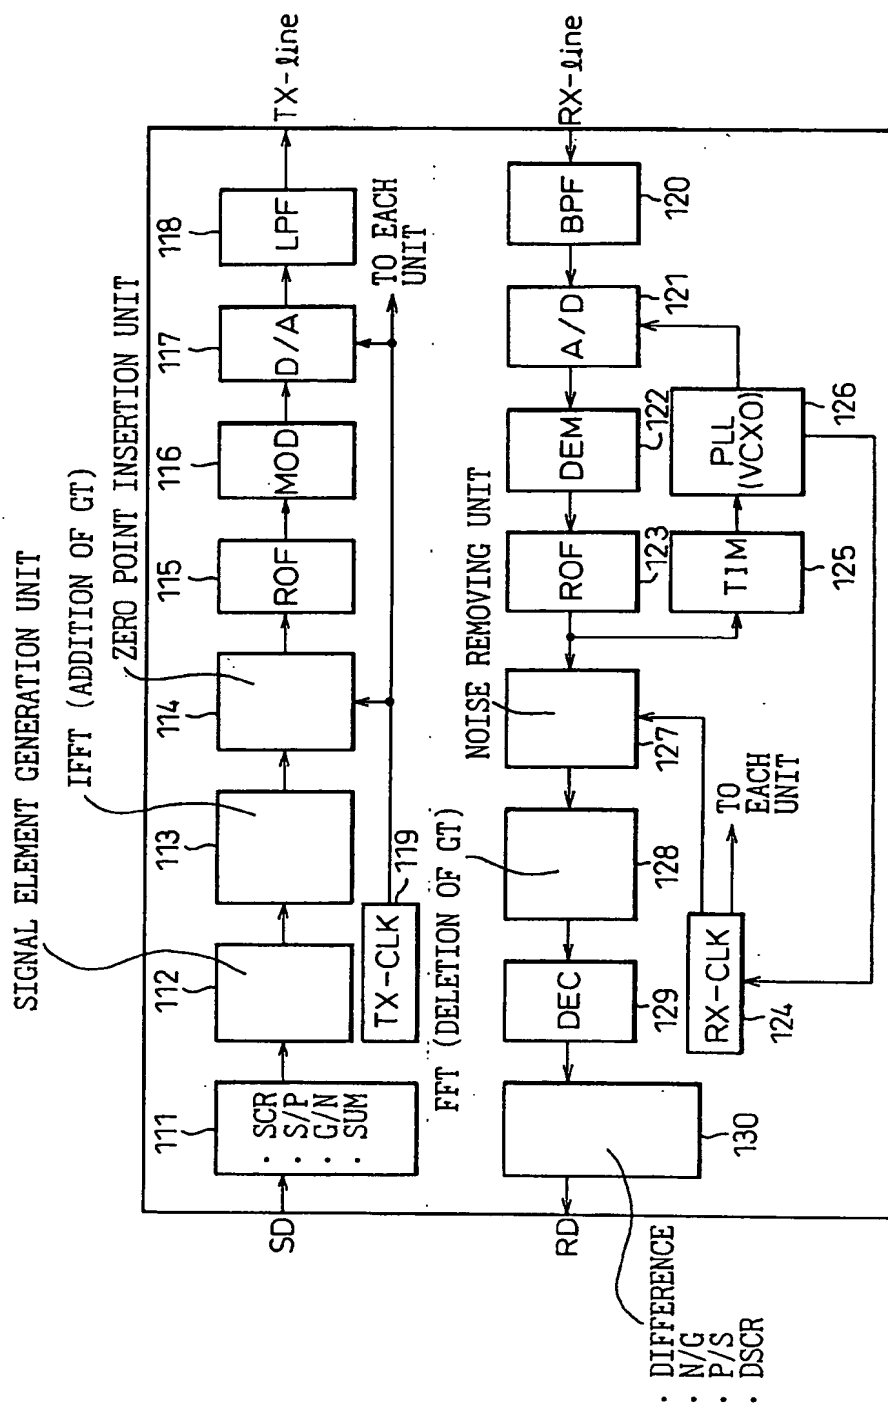 SIGNAL ELEMENT GENERATION UNIT
IFFT (ADDITION OF GT)
ZERO POINT INSERTION UNIT
111
112
113
114
115
116
117
118
SD
· SCR
· S/P
· G/N
· SUM
ROF
MOD
D/A
LPF
TX-line
TX-CLK
119
TO EACH
UNIT
FFT (DELETION OF GT)
NOISE REMOVING UNIT
RD
DEC
ROF
DEM
A/D
BPF
RX-line
130
129
128
127
123
122
121
120
RX-CLK
124
TO
EACH
UNIT
TIM
125
PLL
(VCXO)
126
· DIFFERENCE
· N/G
· P/S
· DSCR